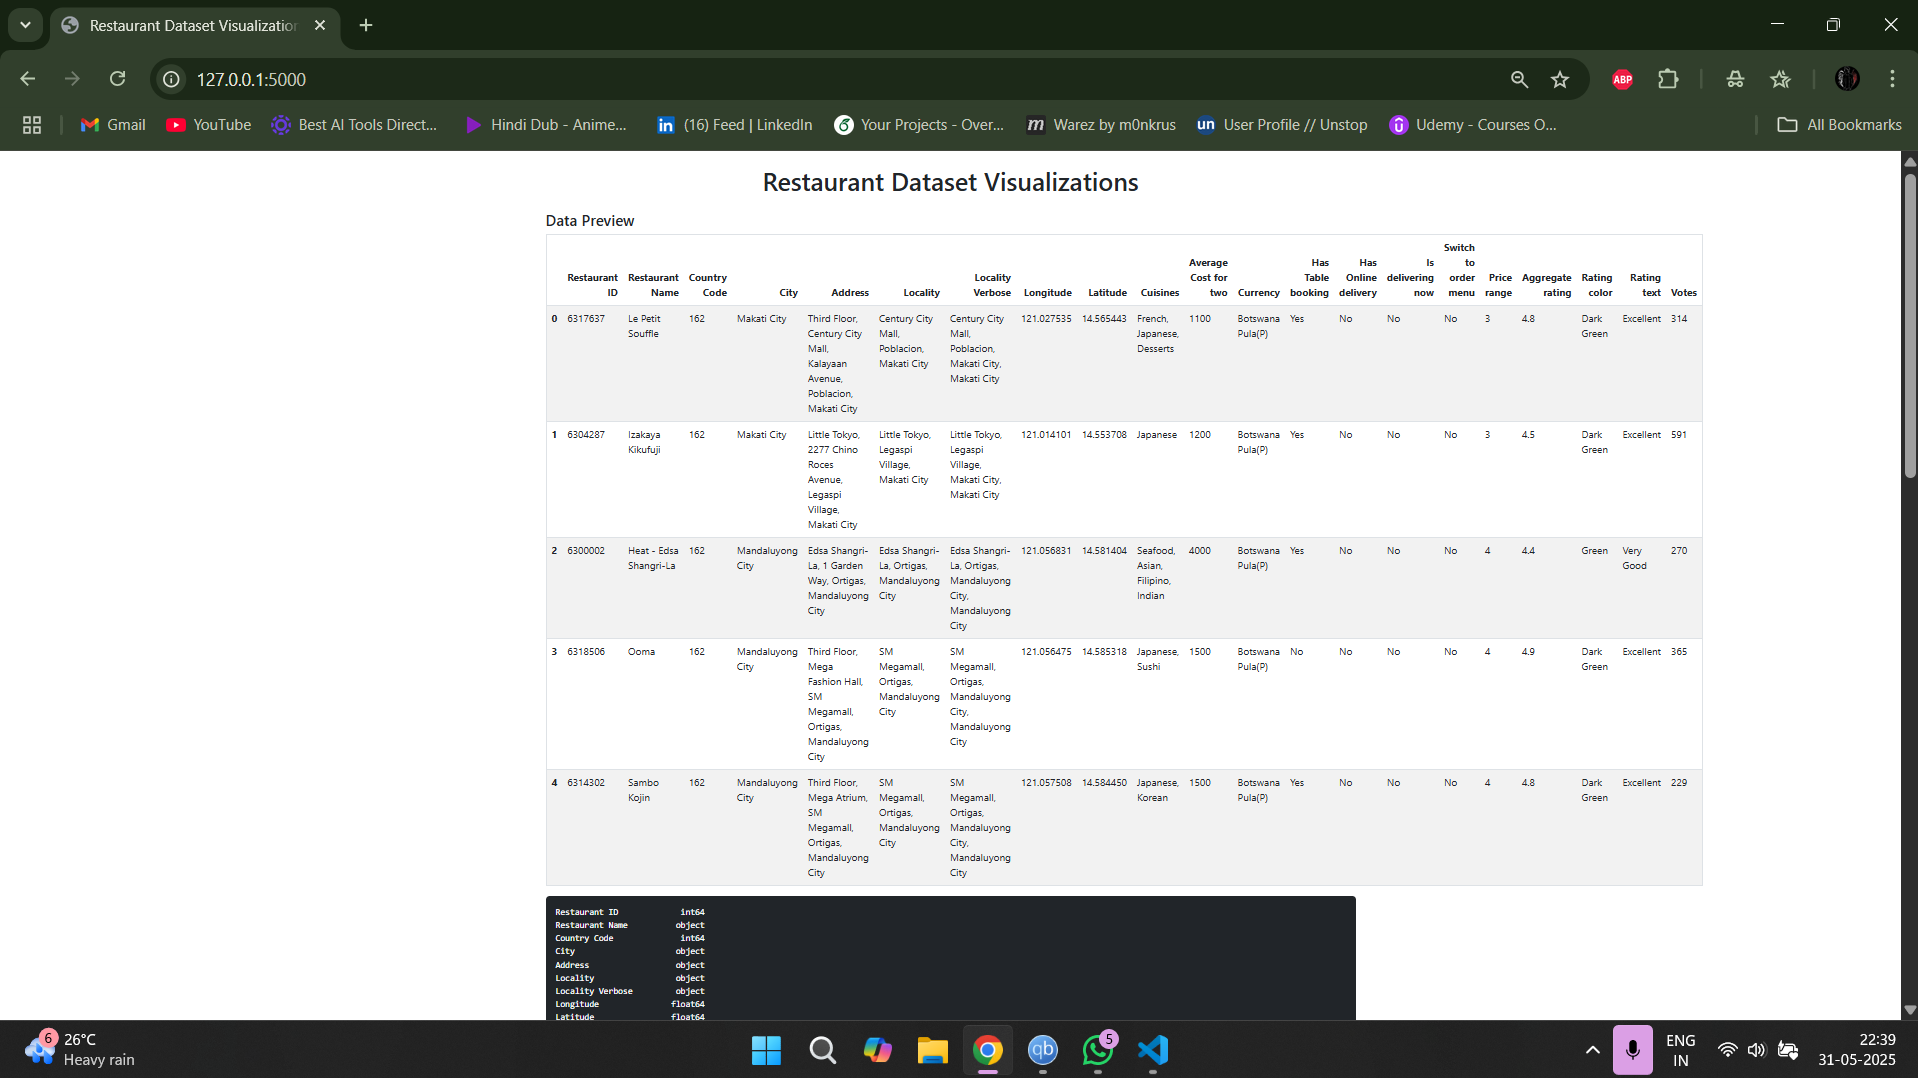 Restaurant Dataset Visualization
127.0.0.1:5000
ABP
Gmail
YouTube
Best AI Tools Direct...
Hindi Dub - Anime...
in
(16) Feed | LinkedIn
Your Projects - Over...
m
Warez by m0nkrus
un
User Profile // Unstop
Udemy - Courses O...
All Bookmarks
Restaurant Dataset Visualizations
Data Preview
Restaurant ID Restaurant Name Country Code City Address Locality Locality Verbose Longitude Latitude Cuisines Average Cost for two Currency Has Table booking Has Online delivery Is delivering now Switch to order menu Price range Aggregate rating Rating color Rating text Votes
0 6317637 Le Petit Souffle 162 Makati City Third Floor, Century City Mall, Kalayaan Avenue, Poblacion, Makati City Century City Mall, Poblacion, Makati City Century City Mall, Poblacion, Makati City, Makati City 121.027535 14.565443 French, Japanese, Desserts 1100 Botswana Pula(P) Yes No No No 3 4.8 Dark Green Excellent 314
1 6304287 Izakaya Kikufuji 162 Makati City Little Tokyo, 2277 Chino Roces Avenue, Legaspi Village, Makati City Little Tokyo, Legaspi Village, Makati City Little Tokyo, Legaspi Village, Makati City, Makati City 121.014101 14.553708 Japanese 1200 Botswana Pula(P) Yes No No No 3 4.5 Dark Green Excellent 591
2 6300002 Heat - Edsa Shangri-La 162 Mandaluyong City Edsa Shangri-La, 1 Garden Way, Ortigas, Mandaluyong City Edsa Shangri-La, Ortigas, Mandaluyong City Edsa Shangri-La, Ortigas, Mandaluyong City, Mandaluyong City 121.056831 14.581404 Seafood, Asian, Filipino, Indian 4000 Botswana Pula(P) Yes No No No 4 4.4 Green Very Good 270
3 6318506 Ooma 162 Mandaluyong City Third Floor, Mega Fashion Hall, SM Megamall, Ortigas, Mandaluyong City SM Megamall, Ortigas, Mandaluyong City SM Megamall, Ortigas, Mandaluyong City, Mandaluyong City 121.056475 14.585318 Japanese, Sushi 1500 Botswana Pula(P) No No No No 4 4.9 Dark Green Excellent 365
4 6314302 Sambo Kojin 162 Mandaluyong City Third Floor, Mega Atrium, SM Megamall, Ortigas, Mandaluyong City SM Megamall, Ortigas, Mandaluyong City SM Megamall, Ortigas, Mandaluyong City, Mandaluyong City 121.057508 14.584450 Japanese, Korean 1500 Botswana Pula(P) Yes No No No 4 4.8 Dark Green Excellent 229
Restaurant ID int64
Restaurant Name object
Country Code int64
City object
Address object
Locality object
Locality Verbose object
Longitude float64
Latitude float64
6
26°C
Heavy rain
qb
5
ENG
IN
22:39
31-05-2025